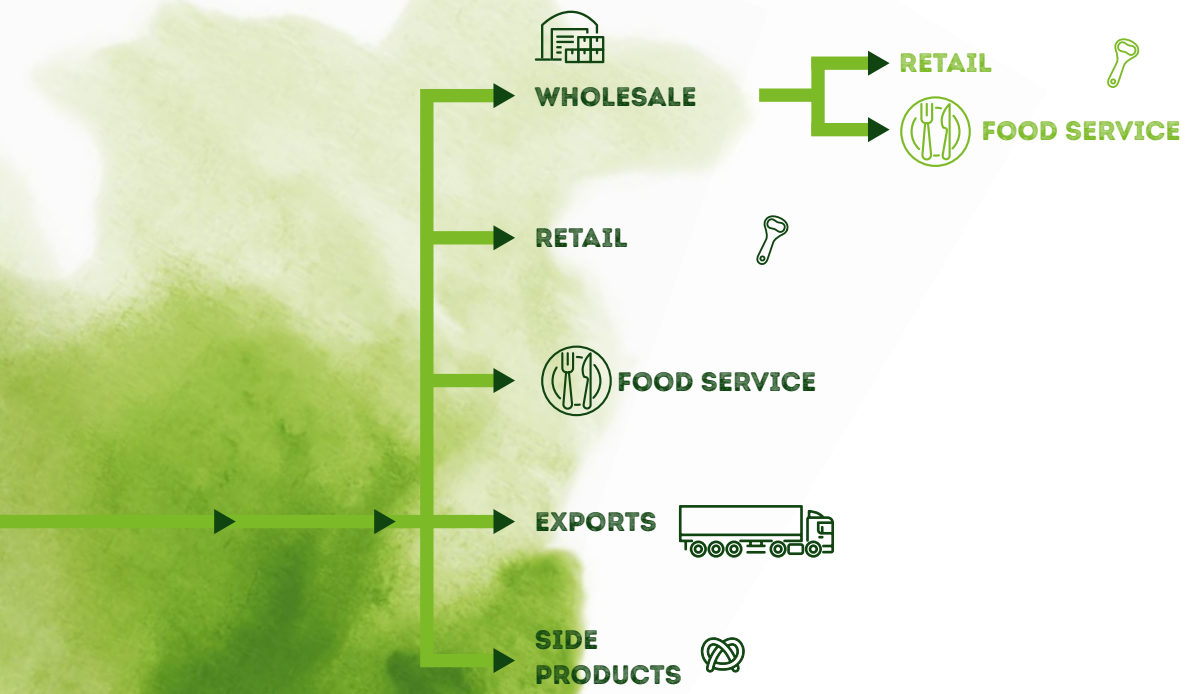 WHOLESALE
RETAIL
FOOD SERVICE
RETAIL
FOOD SERVICE
EXPORTS
SIDE
PRODUCTS